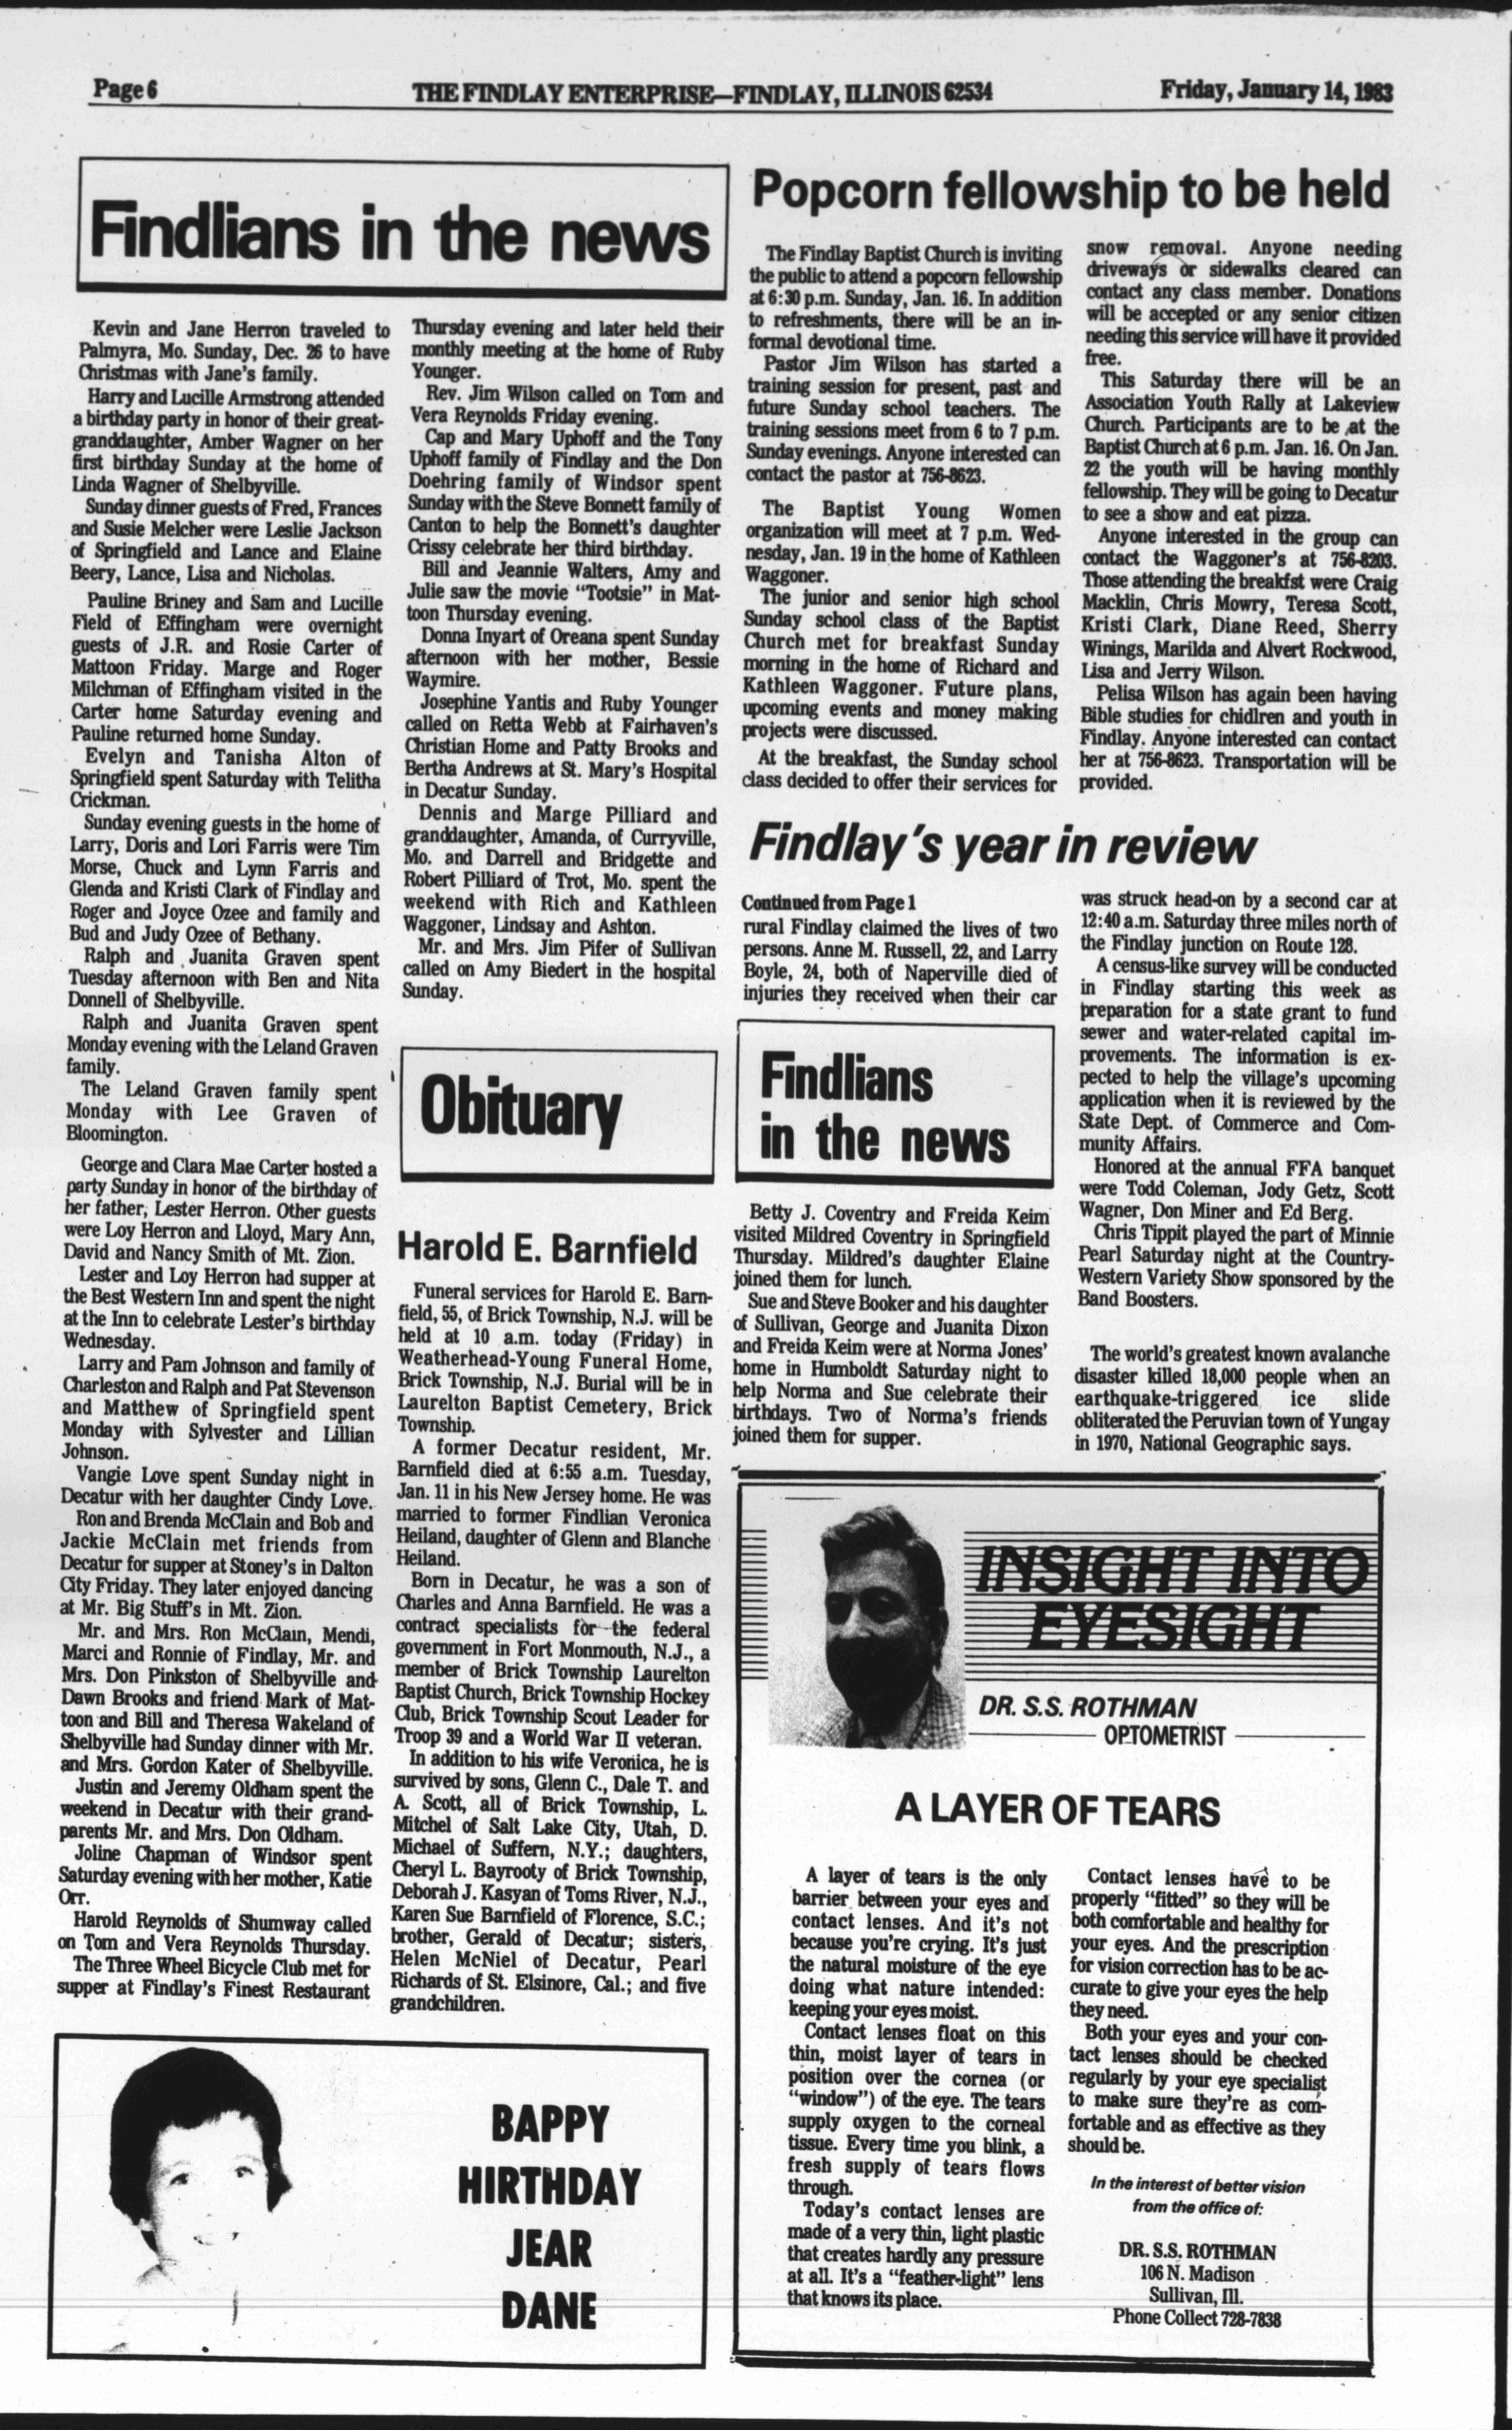 Page 6
THE FINDLAY ENTERPRISE—FINDLAY, ILLINOIS 62534
Friday, January 14, 1983
Findlians in the news
Kevin and Jane Herron traveled to
Palmyra, Mo. Sunday, Dec. 26 to have
Christmas with Jane's family.
Harry and Lucille Armstrong attended
a birthday party in honor of their great-
granddaughter, Amber Wagner on her
first birthday Sunday at the home of
Linda Wagner of Shelbyville.
Sunday dinner guests of Fred, Frances
and Susie Melcher were Leslie Jackson
of Springfield and Lance and Elaine
Beery, Lance, Lisa and Nicholas.
Pauline Briney and Sam and Lucille
Field of Effingham were overnight
guests of J.R. and Rosie Carter of
Mattoon Friday. Marge and Roger
Milchman of Effingham visited in the
Carter home Saturday evening and
Pauline returned home Sunday.
Evelyn and Tanisha Alton of
Springfield spent Saturday with Telitha
Crickman.
Sunday evening guests in the home of
Larry, Doris and Lori Farris were Tim
Morse, Chuck and Lynn Farris and
Glenda and Kristi Clark of Findlay and
Roger and Joyce Ozee and family and
Bud and Judy Ozee of Bethany.
Ralph and Juanita Graven spent
Tuesday afternoon with Ben and Nita
Donnell of Shelbyville.
Ralph and Juanita Graven spent
Monday evening with the Leland Graven
family.
The Leland Graven family spent
Monday with Lee Graven of
Bloomington.
George and Clara Mae Carter hosted a
party Sunday in honor of the birthday of
her father, Lester Herron. Other guests
were Loy Herron and Lloyd, Mary Ann,
David and Nancy Smith of Mt. Zion.
Lester and Loy Herron had supper at
the Best Western Inn and spent the night
at the Inn to celebrate Lester's birthday
Wednesday.
Larry and Pam Johnson and family of
Charleston and Ralph and Pat Stevenson
and Matthew of Springfield spent
Monday with Sylvester and Lillian
Johnson.
Vangie Love spent Sunday night in
Decatur with her daughter Cindy Love.
Ron and Brenda McClain and Bob and
Jackie McClain met friends from
Decatur for supper at Stoney's in Dalton
City Friday. They later enjoyed dancing
at Mr. Big Stuff's in Mt. Zion.
Mr. and Mrs. Ron McClain, Mendi,
Marci and Ronnie of Findlay, Mr. and
Mrs. Don Pinkston of Shelbyville and
Dawn Brooks and friend Mark of Mat-
toon and Bill and Theresa Wakeland of
Shelbyville had Sunday dinner with Mr.
and Mrs. Gordon Kater of Shelbyville.
Justin and Jeremy Oldham spent the
weekend in Decatur with their grand-
parents Mr. and Mrs. Don Oldham.
Joline Chapman of Windsor spent
Saturday evening with her mother, Katie
Orr.
Harold Reynolds of Shumway called
on Tom and Vera Reynolds Thursday.
The Three Wheel Bicycle Club met for
supper at Findlay's Finest Restaurant
Thursday evening and later held their
monthly meeting at the home of Ruby
Younger.
Rev. Jim Wilson called on Tom and
Vera Reynolds Friday evening.
Cap and Mary Uphoff and the Tony
Uphoff family of Findlay and the Don
Doehring family of Windsor spent
Sunday with the Steve Bonnett family of
Canton to help the Bonnett's daughter
Crissy celebrate her third birthday.
Bill and Jeannie Walters, Amy and
Julie saw the movie "Tootsie" in Mat-
toon Thursday evening.
Donna Inyart of Oreana spent Sunday
afternoon with her mother, Bessie
Waymire.
Josephine Yantis and Ruby Younger
called on Retta Webb at Fairhaven's
Christian Home and Patty Brooks and
Bertha Andrews at St. Mary's Hospital
in Decatur Sunday.
Dennis and Marge Pilliard and
granddaughter, Amanda, of Curryville,
Mo. and Darrell and Bridgette and
Robert Pilliard of Trot, Mo. spent the
weekend with Rich and Kathleen
Waggoner, Lindsay and Ashton.
Mr. and Mrs. Jim Pifer of Sullivan
called on Amy Biedert in the hospital
Sunday.
Obituary
Harold E. Barnfield
Funeral services for Harold E. Barn-
field, 55, of Brick Township, N.J. will be
held at 10 a.m. today (Friday) in
Weatherhead-Young Funeral Home,
Brick Township, N.J. Burial will be in
Laurelton Baptist Cemetery, Brick
Township.
A former Decatur resident, Mr.
Barnfield died at 6:55 a.m. Tuesday,
Jan. 11 in his New Jersey home. He was
married to former Findlian Veronica
Heiland, daughter of Glenn and Blanche
Heiland.
Born in Decatur, he was a son of
Charles and Anna Barnfield. He was a
contract specialists for the federal
government in Fort Monmouth, N.J., a
member of Brick Township Laurelton
Baptist Church, Brick Township Hockey
Club, Brick Township Scout Leader for
Troop 39 and a World War II veteran.
In addition to his wife Veronica, he is
survived by sons, Glenn C., Dale T. and
A. Scott, all of Brick Township, L.
Mitchel of Salt Lake City, Utah, D.
Michael of Suffern, N.Y.; daughters,
Cheryl L. Bayrooty of Brick Township,
Deborah J. Kasyan of Toms River, N.J.,
Karen Sue Barnfield of Florence, S.C.;
brother, Gerald of Decatur; sisters,
Helen McNiel of Decatur, Pearl
Richards of St. Elsinore, Cal.; and five
grandchildren.
BAPPY
HIRTHDAY
JEAR
DANE
Popcorn fellowship to be held
The Findlay Baptist Church is inviting
the public to attend a popcorn fellowship
at 6:30 p.m. Sunday, Jan. 16. In addition
to refreshments, there will be an in-
formal devotional time.
Pastor Jim Wilson has started a
training session for present, past and
future Sunday school teachers. The
training sessions meet from 6 to 7 p.m.
Sunday evenings. Anyone interested can
contact the pastor at 756-8623.
The Baptist Young Women
organization will meet at 7 p.m. Wed-
nesday, Jan. 19 in the home of Kathleen
Waggoner.
The junior and senior high school
Sunday school class of the Baptist
Church met for breakfast Sunday
morning in the home of Richard and
Kathleen Waggoner. Future plans,
upcoming events and money making
projects were discussed.
At the breakfast, the Sunday school
class decided to offer their services for
snow removal. Anyone needing
driveways or sidewalks cleared can
contact any class member. Donations
will be accepted or any senior citizen
needing this service will have it provided
free.
This Saturday there will be an
Association Youth Rally at Lakeview
Church. Participants are to be at the
Baptist Church at 6 p.m. Jan. 16. On Jan.
22 the youth will be having monthly
fellowship. They will be going to Decatur
to see a show and eat pizza.
Anyone interested in the group can
contact the Waggoner's at 756-8203.
Those attending the breakfst were Craig
Macklin, Chris Mowry, Teresa Scott,
Kristi Clark, Diane Reed, Sherry
Winings, Marilda and Alvert Rockwood,
Lisa and Jerry Wilson.
Pelisa Wilson has again been having
Bible studies for chidlren and youth in
Findlay. Anyone interested can contact
her at 756-8623. Transportation will be
provided.
Findlay's year in review
Continued from Page 1
rural Findlay claimed the lives of two
persons. Anne M. Russell, 22, and Larry
Boyle, 24, both of Naperville died of
injuries they received when their car
was struck head-on by a second car at
12:40 a.m. Saturday three miles north of
the Findlay junction on Route 128.
A census-like survey will be conducted
in Findlay starting this week as
preparation for a state grant to fund
sewer and water-related capital im-
provements. The information is ex-
pected to help the village's upcoming
application when it is reviewed by the
State Dept. of Commerce and Com-
munity Affairs.
Honored at the annual FFA banquet
were Todd Coleman, Jody Getz, Scott
Wagner, Don Miner and Ed Berg.
Chris Tippit played the part of Minnie
Pearl Saturday night at the Country-
Western Variety Show sponsored by the
Band Boosters.
The world's greatest known avalanche
disaster killed 18,000 people when an
earthquake-triggered ice slide
obliterated the Peruvian town of Yungay
in 1970, National Geographic says.
Findlians
in the news
Betty J. Coventry and Freida Keim
visited Mildred Coventry in Springfield
Thursday. Mildred's daughter Elaine
joined them for lunch.
Sue and Steve Booker and his daughter
of Sullivan, George and Juanita Dixon
and Freida Keim were at Norma Jones'
home in Humboldt Saturday night to
help Norma and Sue celebrate their
birthdays. Two of Norma's friends
joined them for supper.
INSIGHT INTO
EYESIGHT
DR. S.S. ROTHMAN
OPTOMETRIST
A LAYER OF TEARS
A layer of tears is the only
barrier between your eyes and
contact lenses. And it's not
because you're crying. It's just
the natural moisture of the eye
doing what nature intended:
keeping your eyes moist.
Contact lenses float on this
thin, moist layer of tears in
position over the cornea (or
"window") of the eye. The tears
supply oxygen to the corneal
tissue. Every time you blink, a
fresh supply of tears flows
through.
Today's contact lenses are
made of a very thin, light plastic
that creates hardly any pressure
at all. It's a "feather-light" lens
that knows its place.
Contact lenses have to be
properly "fitted" so they will be
both comfortable and healthy for
your eyes. And the prescription
for vision correction has to be ac-
curate to give your eyes the help
they need.
Both your eyes and your con-
tact lenses should be checked
regularly by your eye specialist
to make sure they're as com-
fortable and as effective as they
should be.
In the interest of better vision
from the office of:
DR. S.S. ROTHMAN
106 N. Madison
Sullivan, Ill.
Phone Collect 728-7838